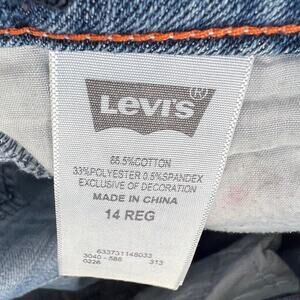 LEVI'S®
66.5%COTTON
33%POLYESTER 0.5%SPANDEX
EXCLUSIVE OF DECORATION
MADE IN CHINA
14 REG
633731148033
3040-586 313
0226